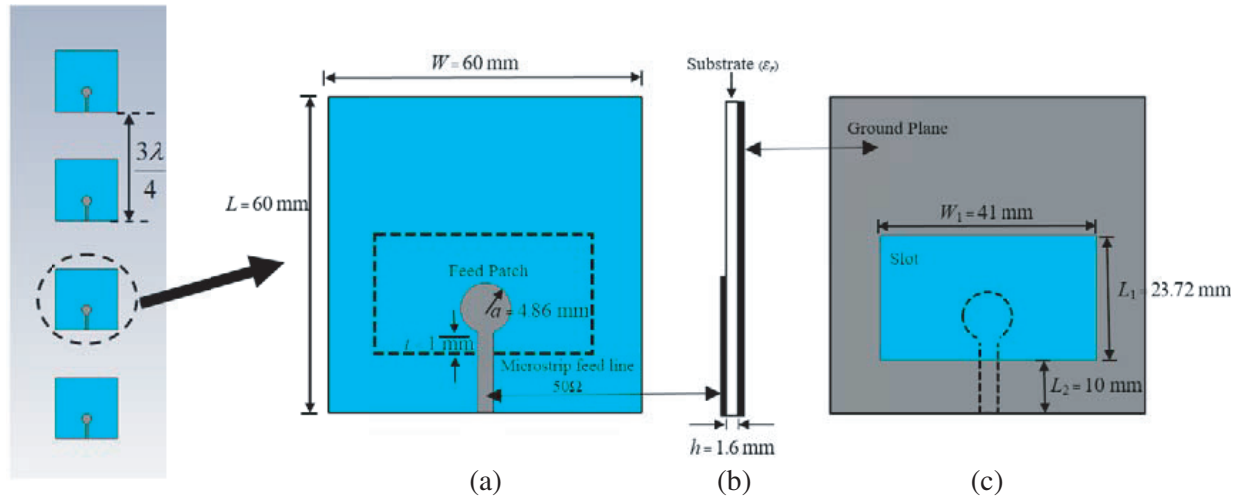 3λ
4
W = 60 mm
L = 60 mm
Feed Patch
a = 4.86 mm
t = 1 mm
Microstrip feed line
50Ω
(a)
Substrate (εr)
h = 1.6 mm
(b)
Ground Plane
W1 = 41 mm
Slot
L1 = 23.72 mm
L2 = 10 mm
(c)